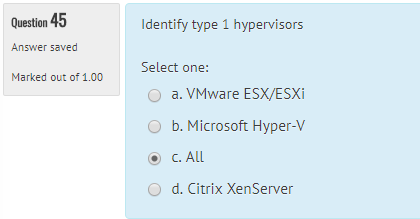 Question 45
Answer saved
Marked out of 1.00
Identify type 1 hypervisors
Select one:
a. VMware ESX/ESXi
b. Microsoft Hyper-V
c. All
d. Citrix XenServer